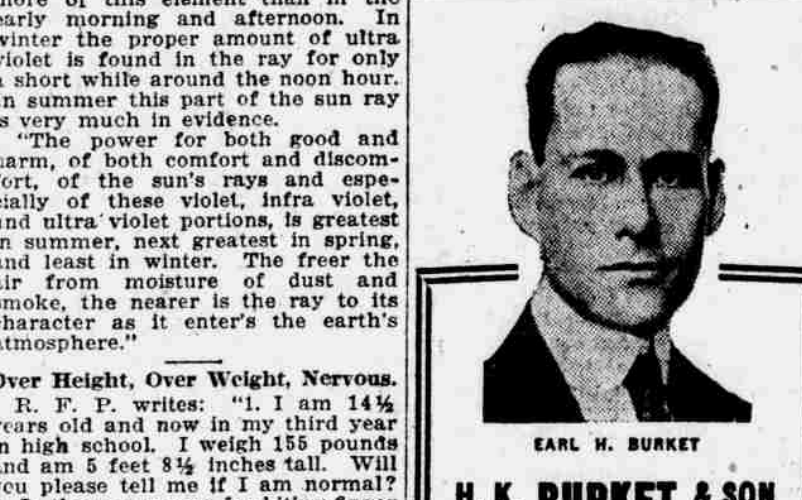 more of this element than in the
early morning and afternoon. In
winter the proper amount of ultra
violet is found in the ray for only
a short while around the noon hour.
In summer this part of the sun ray
is very much in evidence.
"The power for both good and
harm, of both comfort and discom-
fort, of the sun's rays and espe-
cially of these violet, infra violet,
and ultra violet portions, is greatest
in summer, next greatest in spring,
and least in winter. The freer the
air from moisture of dust and
smoke, the nearer is the ray to its
character as it enter's the earth's
atmosphere."
Over Height, Over Weight, Nervous.
R. F. P. writes: "1. I am 14½
years old and now in my third year
in high school. I weigh 155 pounds
and am 5 feet 8½ inches tall. Will
you please tell me if I am normal?
EARL H. BURKET
H. K. BURKET & SON